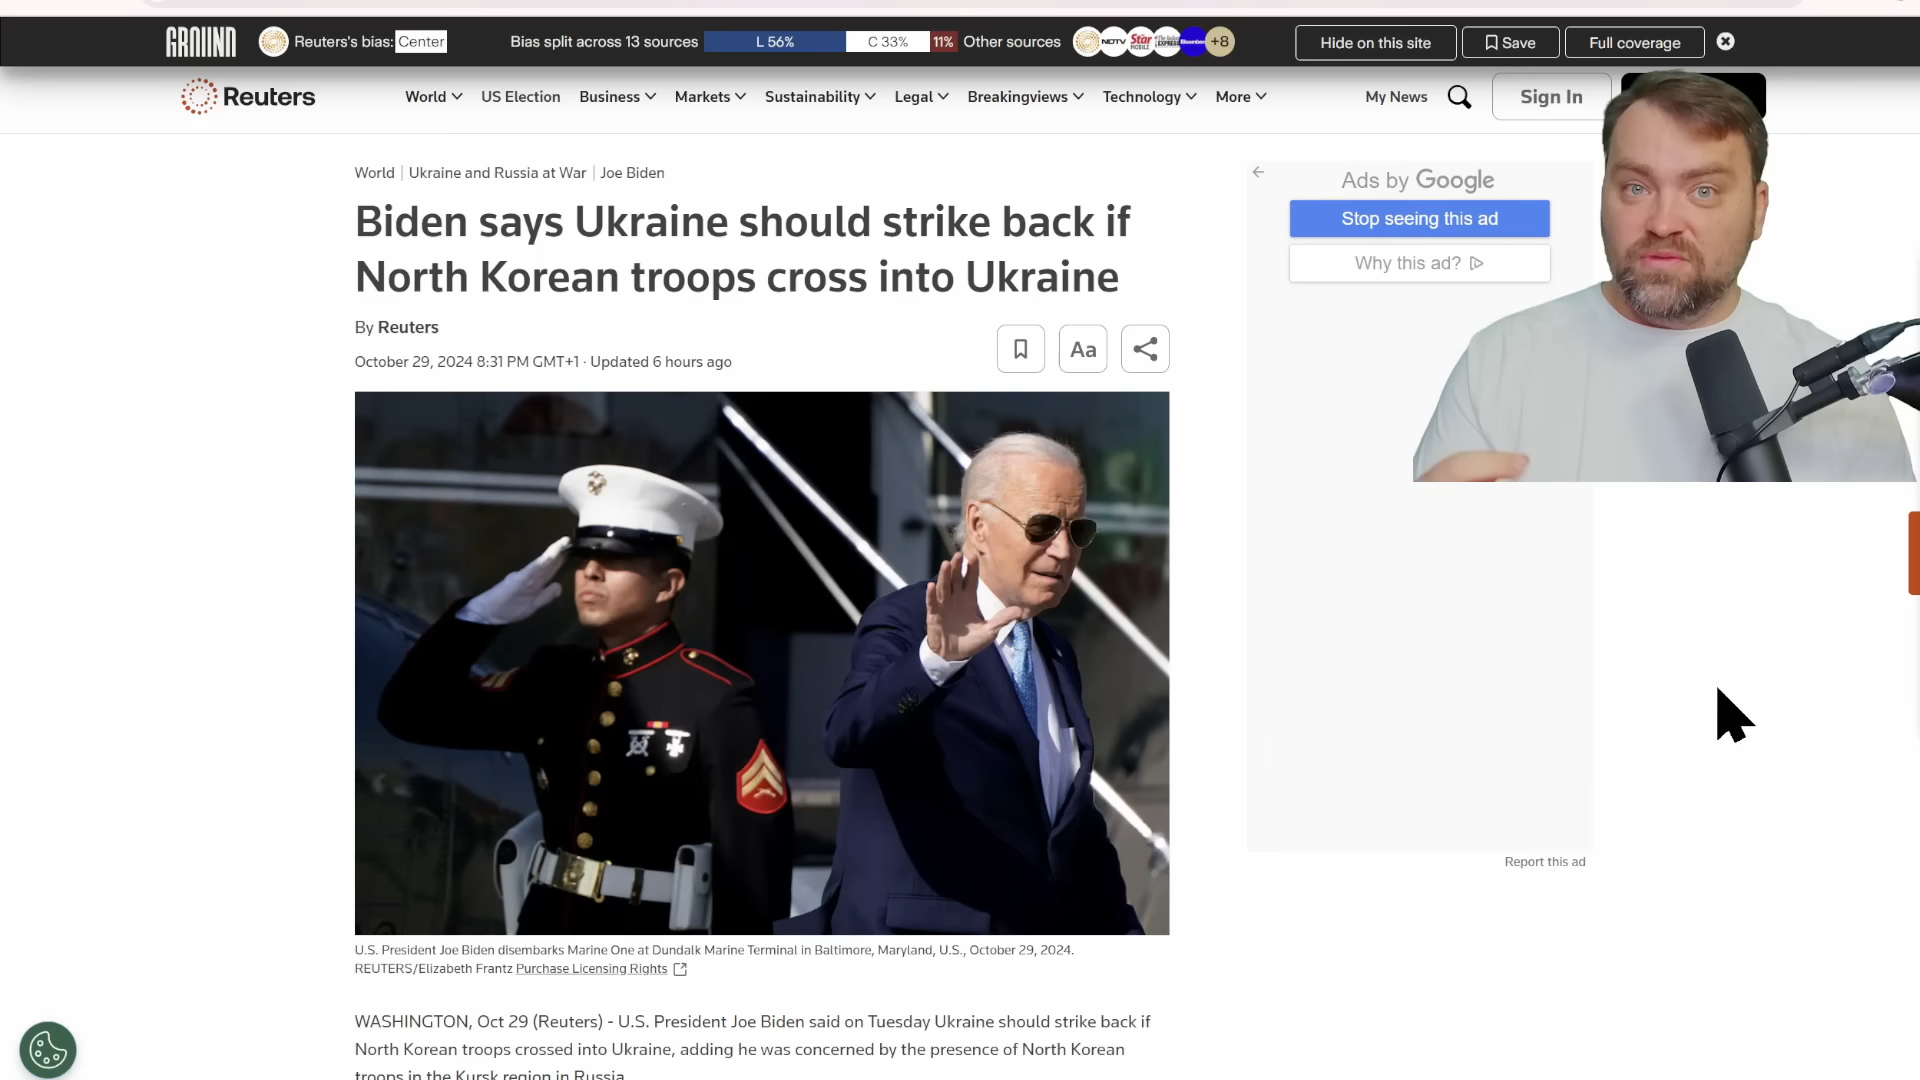 GROUND Reuters's bias: Center Bias split across 13 sources L 56% C 33% 11% Other sources NDTV Star MOBILE EXPRESS Bloomberg +8 Hide on this site Save Full coverage
Reuters World US Election Business Markets Sustainability Legal Breakingviews Technology More My News Sign In
World | Ukraine and Russia at War | Joe Biden
Biden says Ukraine should strike back if
North Korean troops cross into Ukraine
By Reuters
October 29, 2024 8:31 PM GMT+1 · Updated 6 hours ago
Aa
Ads by Google
Stop seeing this ad
Why this ad?
Report this ad
U.S. President Joe Biden disembarks Marine One at Dundalk Marine Terminal in Baltimore, Maryland, U.S., October 29, 2024.
REUTERS/Elizabeth Frantz Purchase Licensing Rights
WASHINGTON, Oct 29 (Reuters) - U.S. President Joe Biden said on Tuesday Ukraine should strike back if
North Korean troops crossed into Ukraine, adding he was concerned by the presence of North Korean
troops in the Kursk region in Russia.